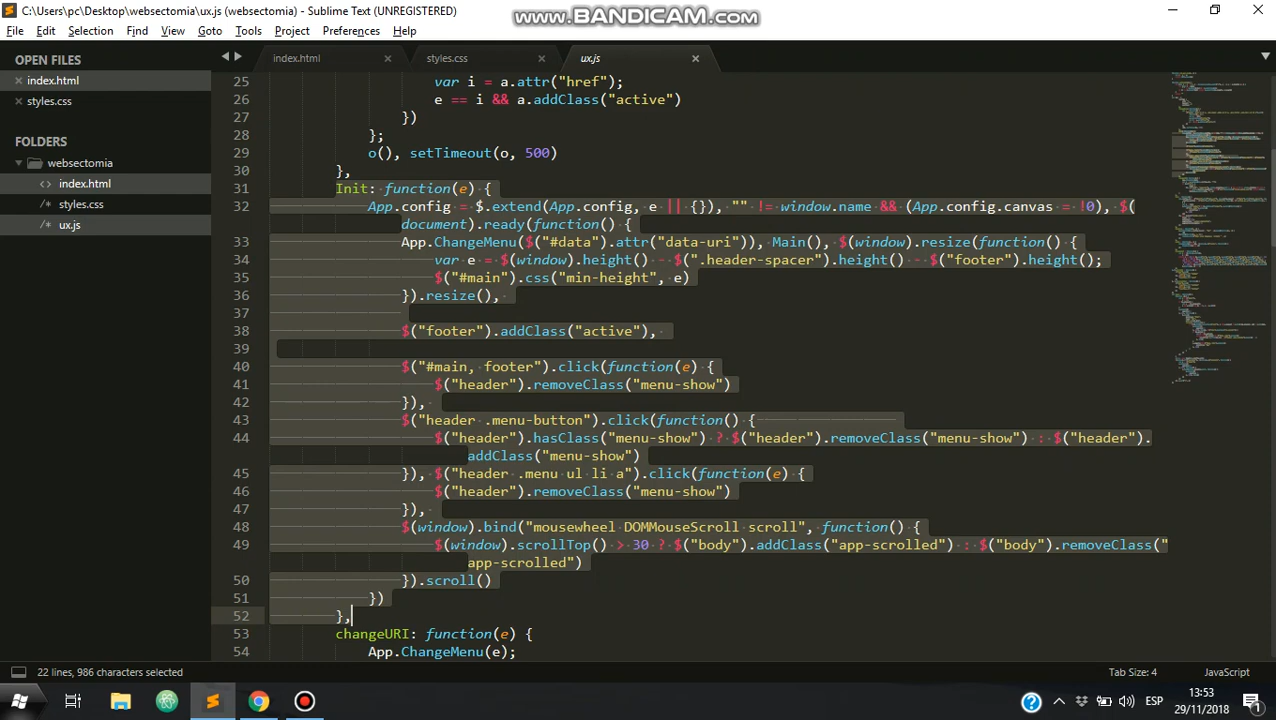 C:\Users\pc\Desktop\websectomia\ux.js (websectomia) - Sublime Text (UNREGISTERED)
www.BANDICAM.com
File Edit Selection Find View Goto Tools Project Preferences Help
OPEN FILES
index.html
styles.css
FOLDERS
websectomia
<> index.html
/* styles.css
/* ux.js
index.html styles.css ux.js
25 var i = a.attr("href");
26 e == i && a.addClass("active")
27 })
28 };
29 o(), setTimeout(o, 500)
30 },
31 Init: function(e) {
32 App.config = $.extend(App.config, e || {}), "" != window.name && (App.config.canvas = !0), $(
document).ready(function() {
33 App.ChangeMenu($("#data").attr("data-uri")), Main(), $(window).resize(function() {
34 var e = $(window).height() - $(".header-spacer").height() - $("footer").height();
35 $("#main").css("min-height", e)
36 }).resize(),
37
38 $("footer").addClass("active"),
39
40 $("#main, footer").click(function(e) {
41 $("header").removeClass("menu-show")
42 }),
43 $("header .menu-button").click(function() {
44 $("header").hasClass("menu-show") ? $("header").removeClass("menu-show") : $("header").
addClass("menu-show")
45 }), $("header .menu ul li a").click(function(e) {
46 $("header").removeClass("menu-show")
47 }),
48 $(window).bind("mousewheel DOMMouseScroll scroll", function() {
49 $(window).scrollTop() > 30 ? $("body").addClass("app-scrolled") : $("body").removeClass("
app-scrolled")
50 }).scroll()
51 })
52 },
53 changeURI: function(e) {
54 App.ChangeMenu(e);
22 lines, 986 characters selected
Tab Size: 4 JavaScript
ESP
13:53
29/11/2018
1